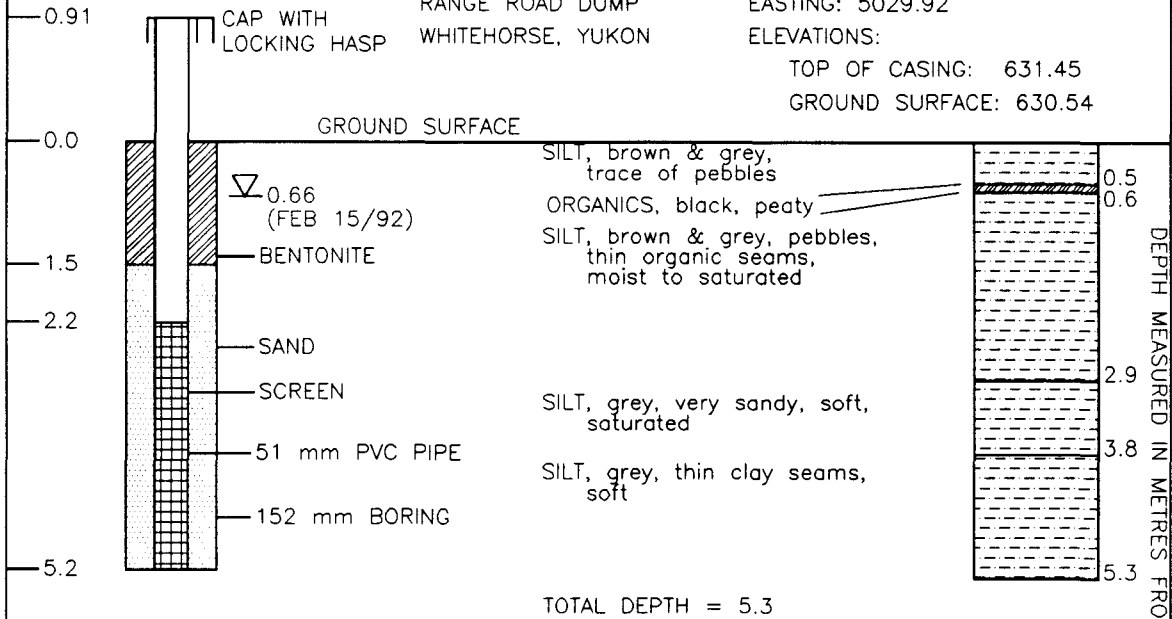 RANGE ROAD DUMP
EASTING: 5029.92
0.91
CAP WITH
LOCKING HASP
WHITEHORSE, YUKON
ELEVATIONS:
TOP OF CASING: 631.45
GROUND SURFACE: 630.54
GROUND SURFACE
0.0
SILT, brown & grey,
trace of pebbles
0.5
0.6
0.66
(FEB 15/92)
ORGANICS, black, peaty
SILT, brown & grey, pebbles,
thin organic seams,
moist to saturated
BENTONITE
1.5
2.2
SAND
2.9
SCREEN
SILT, grey, very sandy, soft,
saturated
51 mm PVC PIPE
3.8
SILT, grey, thin clay seams,
soft
152 mm BORING
5.2
5.3
TOTAL DEPTH = 5.3
DEPTH MEASURED IN METRES FRO